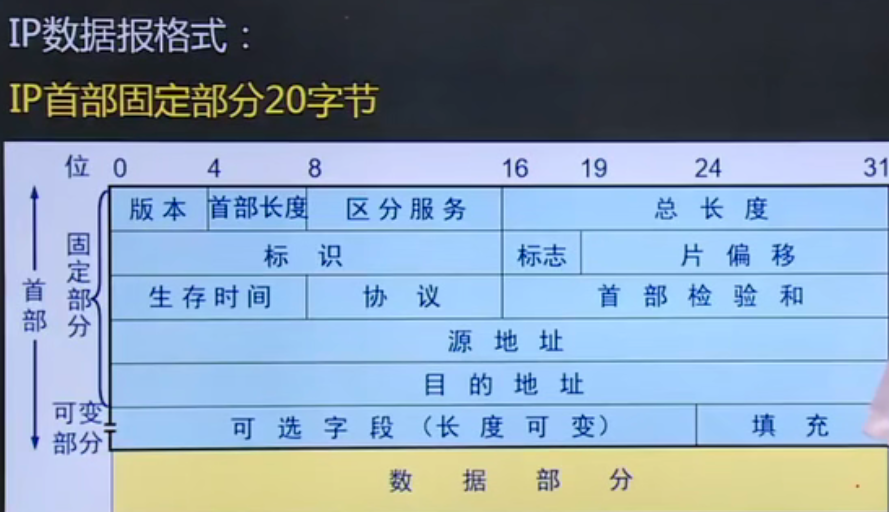 IP数据报格式：
IP首部固定部分20字节
位 0 4 8 16 19 24 31
版本 首部长度 区分服务 总长度
标识 标志 片偏移
生存时间 协议 首部检验和
源地址
目的地址
可选字段（长度可变） 填充
数据部分
首部
固定部分
可变部分